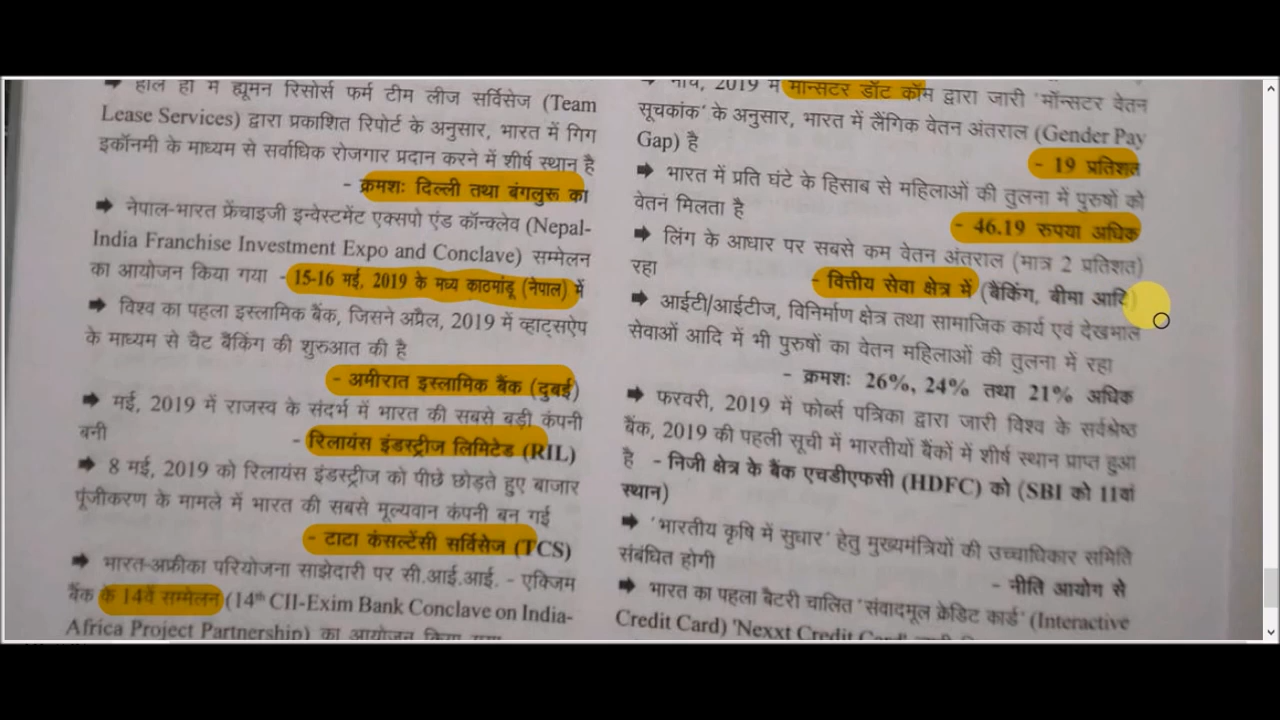 ➡ हाल ही में ह्यूमन रिसोर्स फर्म टीम लीज सर्विसेज (Team
Lease Services) द्वारा प्रकाशित रिपोर्ट के अनुसार, भारत में गिग
इकॉनमी के माध्यम से सर्वाधिक रोजगार प्रदान करने में शीर्ष स्थान है
- क्रमशः दिल्ली तथा बंगलुरू का
➡ नेपाल-भारत फ्रेंचाइजी इन्वेस्टमेंट एक्सपो एंड कॉन्क्लेव (Nepal-
India Franchise Investment Expo and Conclave) सम्मेलन
का आयोजन किया गया - 15-16 मई, 2019 के मध्य काठमांडू (नेपाल) में
➡ विश्व का पहला इस्लामिक बैंक, जिसने अप्रैल, 2019 में व्हाट्सऐप
के माध्यम से चैट बैंकिंग की शुरुआत की है
- अमीरात इस्लामिक बैंक (दुबई)
➡ मई, 2019 में राजस्व के संदर्भ में भारत की सबसे बड़ी कंपनी
बनी - रिलायंस इंडस्ट्रीज लिमिटेड (RIL)
➡ 8 मई, 2019 को रिलायंस इंडस्ट्रीज को पीछे छोड़ते हुए बाजार
पूंजीकरण के मामले में भारत की सबसे मूल्यवान कंपनी बन गई
- टाटा कंसल्टेंसी सर्विसेज (TCS)
➡ भारत-अफ्रीका परियोजना साझेदारी पर सी.आई.आई. - एक्जिम
बैंक के 14वें सम्मेलन (14th CII-Exim Bank Conclave on India-
Africa Project Partnership) का आयोजन किया गया
➡ मार्च, 2019 में मान्सटर डॉट कॉम द्वारा जारी 'मॉन्सटर वेतन
सूचकांक' के अनुसार, भारत में लैंगिक वेतन अंतराल (Gender Pay
Gap) है - 19 प्रतिशत
➡ भारत में प्रति घंटे के हिसाब से महिलाओं की तुलना में पुरुषों को
वेतन मिलता है - 46.19 रुपया अधिक
➡ लिंग के आधार पर सबसे कम वेतन अंतराल (मात्र 2 प्रतिशत)
रहा - वित्तीय सेवा क्षेत्र में (बैंकिंग, बीमा आदि)
➡ आईटी/आईटीज, विनिर्माण क्षेत्र तथा सामाजिक कार्य एवं देखभाल
सेवाओं आदि में भी पुरुषों का वेतन महिलाओं की तुलना में रहा
- क्रमशः 26%, 24% तथा 21% अधिक
➡ फरवरी, 2019 में फोर्ब्स पत्रिका द्वारा जारी विश्व के सर्वश्रेष्ठ
बैंक, 2019 की पहली सूची में भारतीयों बैंकों में शीर्ष स्थान प्राप्त हुआ
है - निजी क्षेत्र के बैंक एचडीएफसी (HDFC) को (SBI को 11वां
स्थान)
➡ 'भारतीय कृषि में सुधार' हेतु मुख्यमंत्रियों की उच्चाधिकार समिति
संबंधित होगी - नीति आयोग से
➡ भारत का पहला बैटरी चालित 'संवादमूल क्रेडिट कार्ड' (Interactive
Credit Card) 'Nexxt Credit Card'